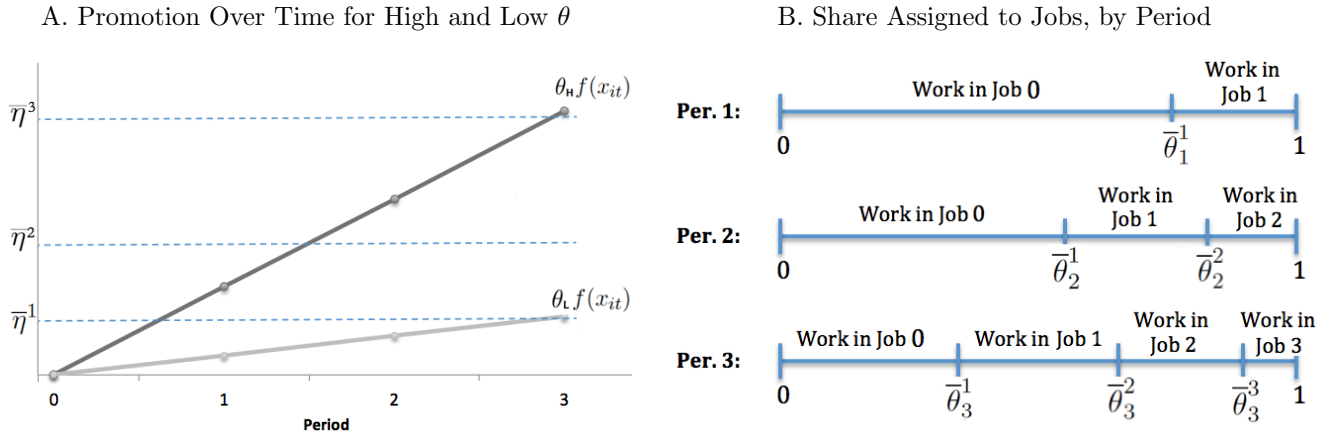 A. Promotion Over Time for High and Low θ
η̅³
η̅²
η̅¹
θ_H f(x_it)
θ_L f(x_it)
0 1 2 3
Period
B. Share Assigned to Jobs, by Period
Per. 1:
Work in Job 0
Work in
Job 1
0 θ̅₁¹ 1
Per. 2:
Work in Job 0
Work in
Job 1
Work in
Job 2
0 θ̅₂¹ θ̅₂² 1
Per. 3:
Work in Job 0
Work in Job 1
Work in
Job 2
Work in
Job 3
0 θ̅₃¹ θ̅₃² θ̅₃³ 1